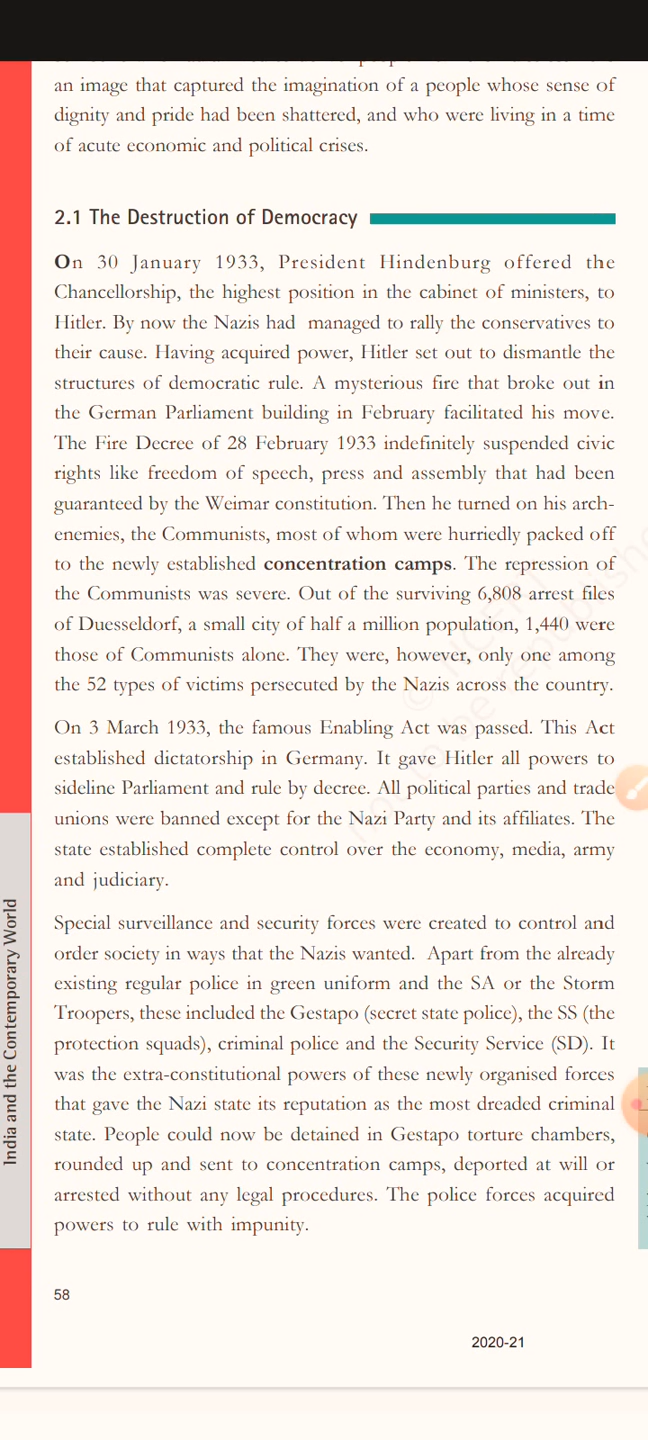 an image that captured the imagination of a people whose sense of
dignity and pride had been shattered, and who were living in a time
of acute economic and political crises.
2.1 The Destruction of Democracy
On 30 January 1933, President Hindenburg offered the
Chancellorship, the highest position in the cabinet of ministers, to
Hitler. By now the Nazis had managed to rally the conservatives to
their cause. Having acquired power, Hitler set out to dismantle the
structures of democratic rule. A mysterious fire that broke out in
the German Parliament building in February facilitated his move.
The Fire Decree of 28 February 1933 indefinitely suspended civic
rights like freedom of speech, press and assembly that had been
guaranteed by the Weimar constitution. Then he turned on his arch-
enemies, the Communists, most of whom were hurriedly packed off
to the newly established concentration camps. The repression of
the Communists was severe. Out of the surviving 6,808 arrest files
of Duesseldorf, a small city of half a million population, 1,440 were
those of Communists alone. They were, however, only one among
the 52 types of victims persecuted by the Nazis across the country.
On 3 March 1933, the famous Enabling Act was passed. This Act
established dictatorship in Germany. It gave Hitler all powers to
sideline Parliament and rule by decree. All political parties and trade
unions were banned except for the Nazi Party and its affiliates. The
state established complete control over the economy, media, army
and judiciary.
Special surveillance and security forces were created to control and
order society in ways that the Nazis wanted. Apart from the already
existing regular police in green uniform and the SA or the Storm
Troopers, these included the Gestapo (secret state police), the SS (the
protection squads), criminal police and the Security Service (SD). It
was the extra-constitutional powers of these newly organised forces
that gave the Nazi state its reputation as the most dreaded criminal
state. People could now be detained in Gestapo torture chambers,
rounded up and sent to concentration camps, deported at will or
arrested without any legal procedures. The police forces acquired
powers to rule with impunity.
India and the Contemporary World
58
2020-21